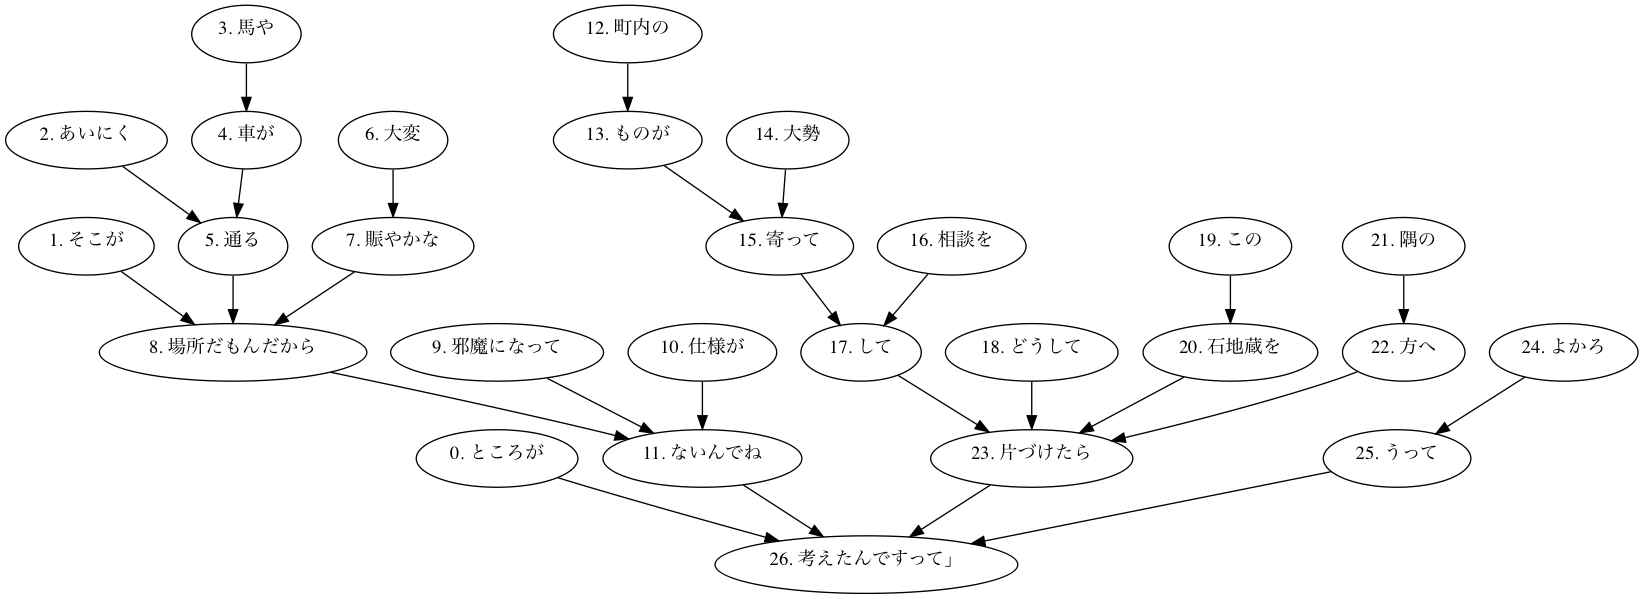 3. 馬や
12. 町内の
2. あいにく
4. 車が
6. 大変
13. ものが
14. 大勢
1. そこが
5. 通る
7. 賑やかな
15. 寄って
16. 相談を
19. この
21. 隅の
8. 場所だもんだから
9. 邪魔になって
10. 仕様が
17. して
18. どうして
20. 石地蔵を
22. 方へ
24. よかろ
0. ところが
11. ないんでね
23. 片づけたら
25. うって
26. 考えたんですって」